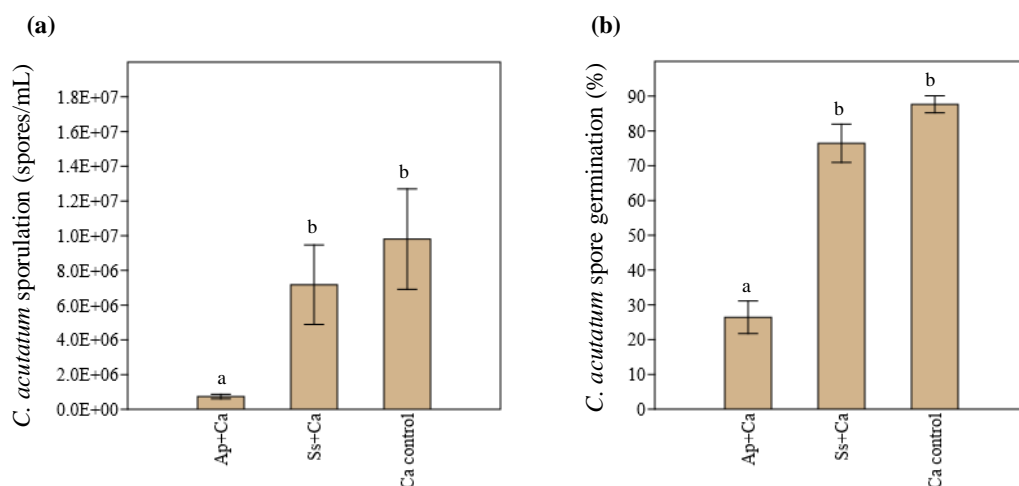 (a)
C. acutatum sporulation (spores/mL)
1.8E+07
1.6E+07
1.4E+07
1.2E+07
1.0E+07
8.0E+06
6.0E+06
4.0E+06
2.0E+06
0.0E+00
a
b
b
Ap+Ca
Ss+Ca
Ca control
(b)
C. acutatum spore germination (%)
90
80
70
60
50
40
30
20
10
0
a
b
b
Ap+Ca
Ss+Ca
Ca control